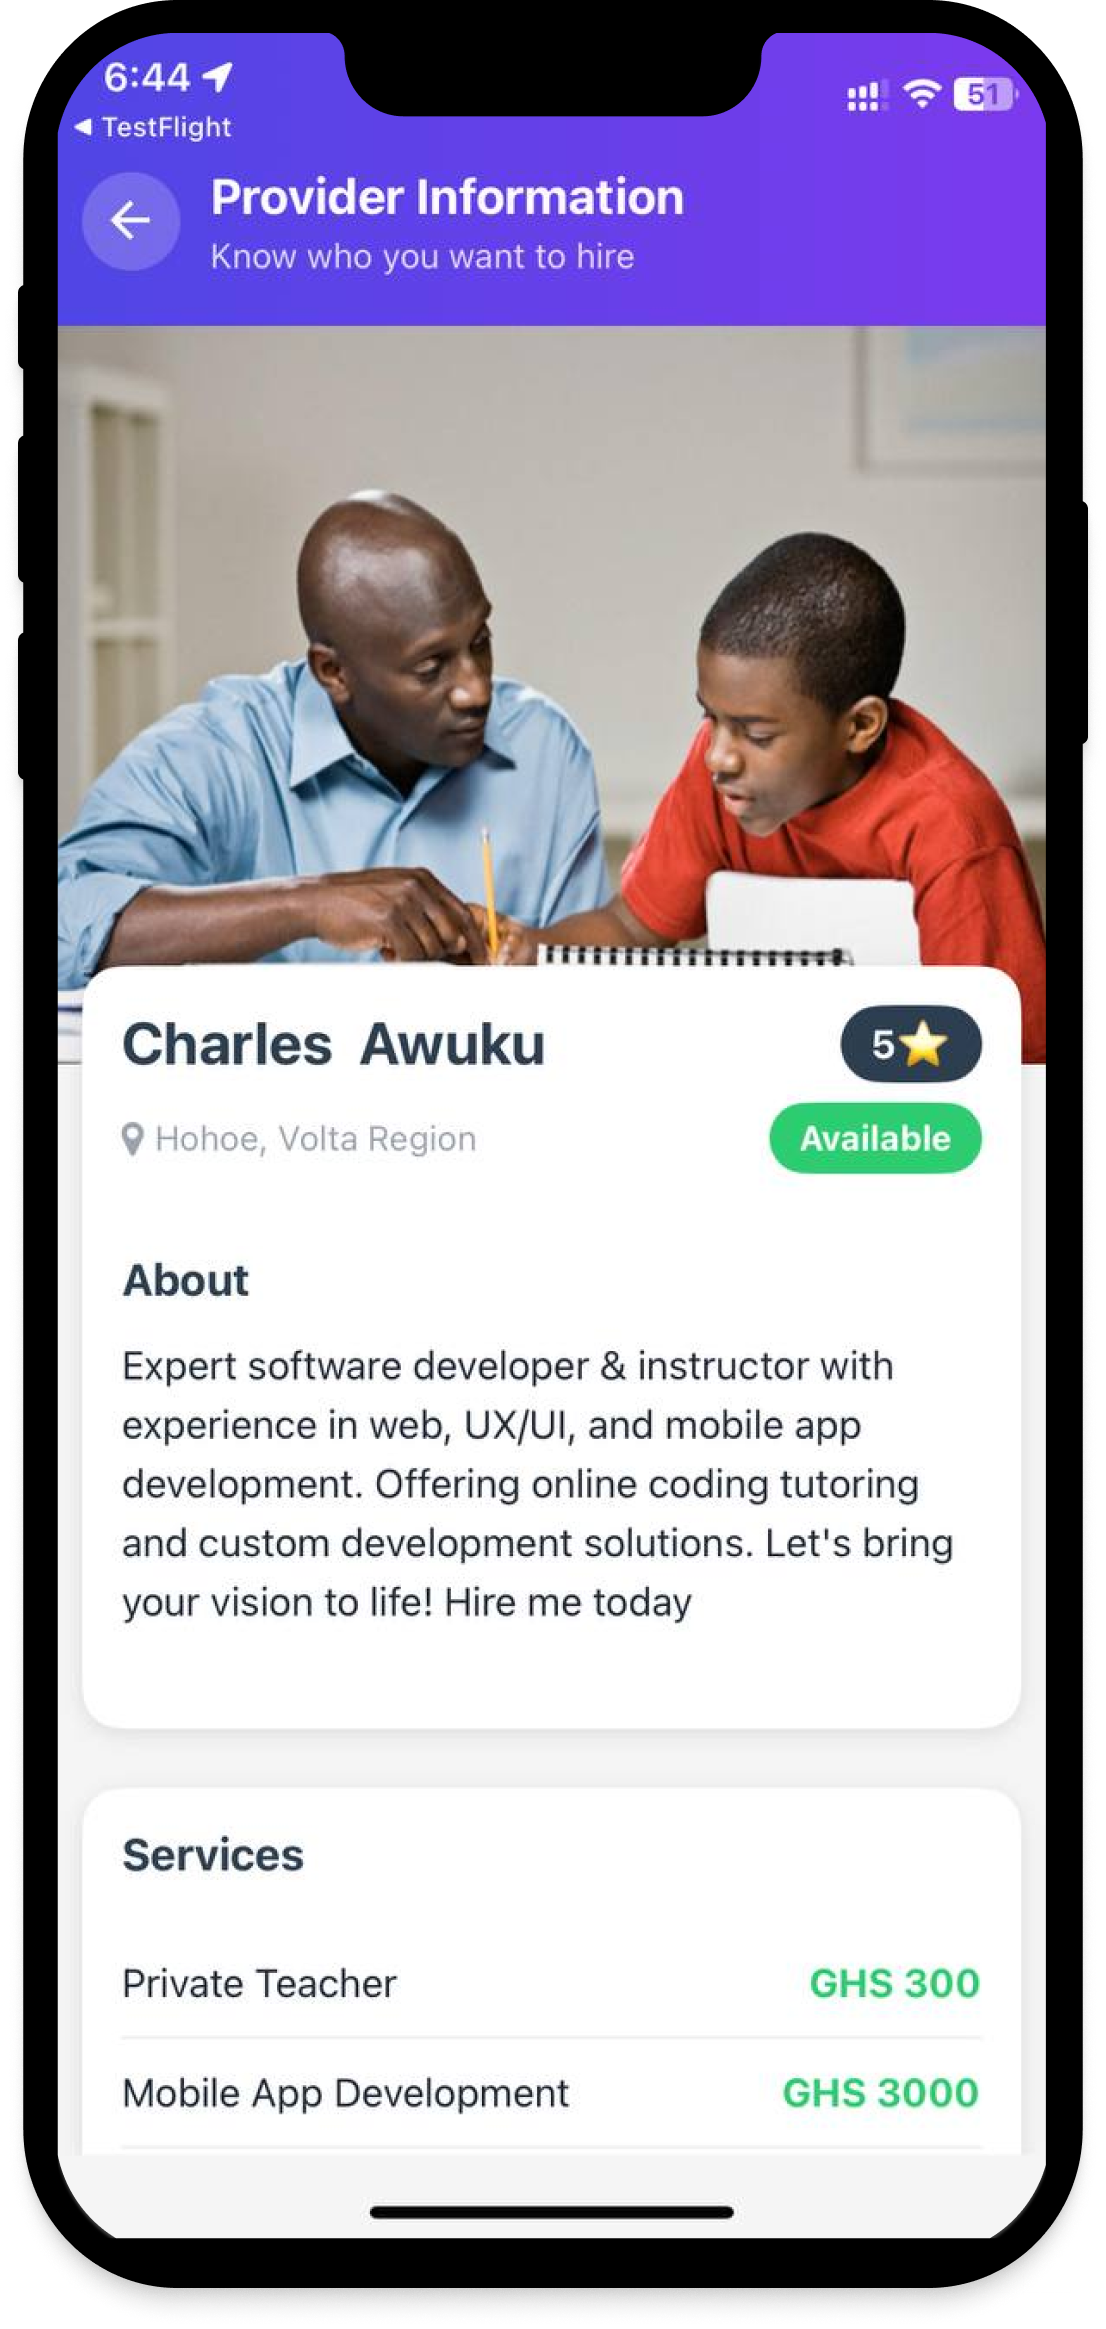 6:44
51
◀ TestFlight
Provider Information
Know who you want to hire
Charles Awuku
5⭐
Hohoe, Volta Region
Available
About
Expert software developer & instructor with
experience in web, UX/UI, and mobile app
development. Offering online coding tutoring
and custom development solutions. Let's bring
your vision to life! Hire me today
Services
Private Teacher GHS 300
Mobile App Development GHS 3000